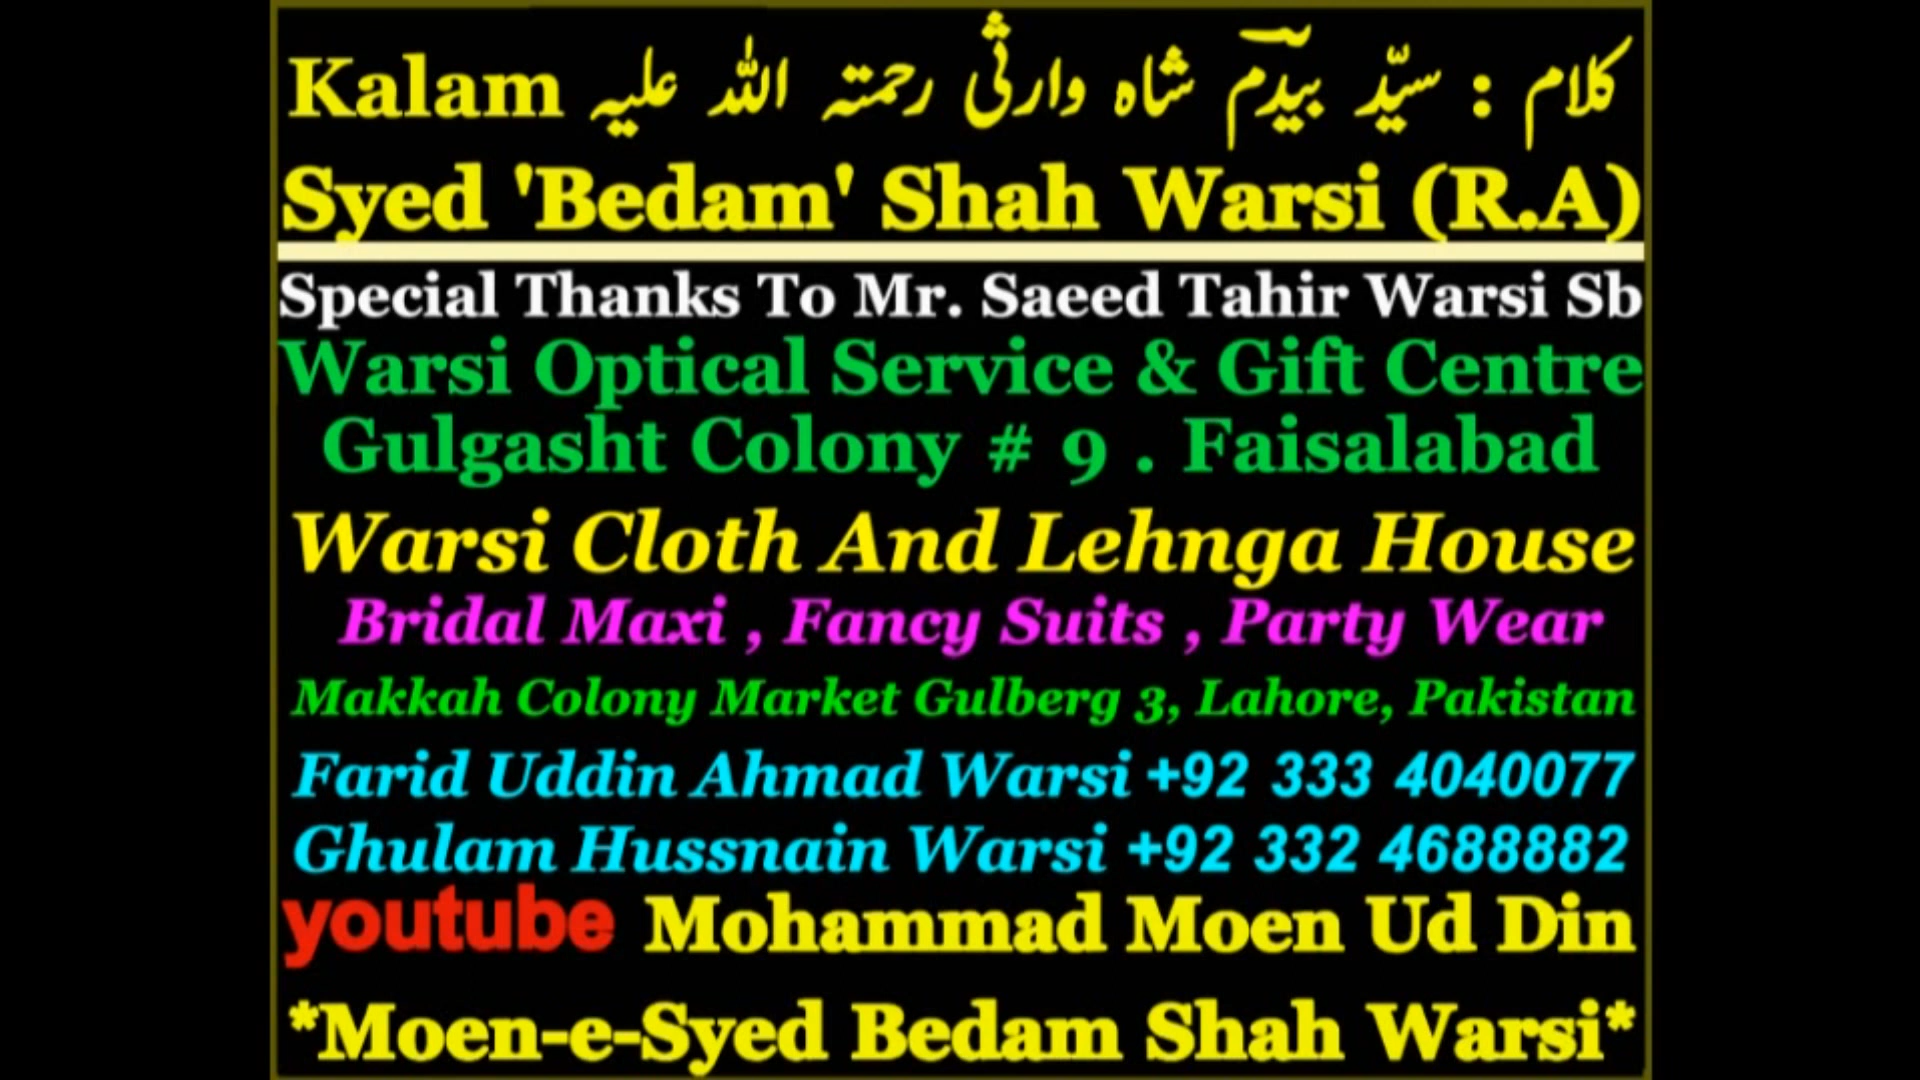 کلام : سیّد بیدؔم شاہ وارثی رحمتہ اللہ علیہ Kalam
Syed 'Bedam' Shah Warsi (R.A)
Special Thanks To Mr. Saeed Tahir Warsi Sb
Warsi Optical Service & Gift Centre
Gulgasht Colony # 9 . Faisalabad
Warsi Cloth And Lehnga House
Bridal Maxi , Fancy Suits , Party Wear
Makkah Colony Market Gulberg 3, Lahore, Pakistan
Farid Uddin Ahmad Warsi +92 333 4040077
Ghulam Hussnain Warsi +92 332 4688882
youtube Mohammad Moen Ud Din
*Moen-e-Syed Bedam Shah Warsi*